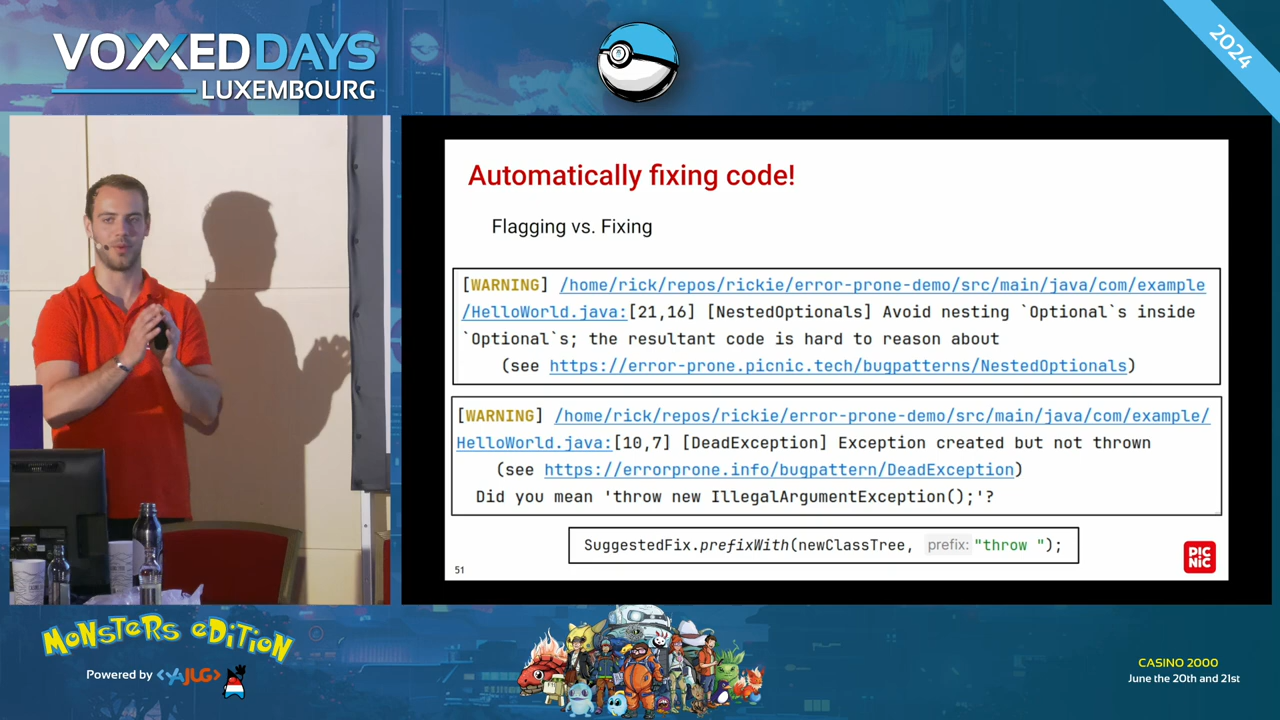 VOXXED DAYS
LUXEMBOURG
2024
Automatically fixing code!
Flagging vs. Fixing
[WARNING] /home/rick/repos/rickie/error-prone-demo/src/main/java/com/example
/HelloWorld.java:[21,16] [NestedOptionals] Avoid nesting `Optional`s inside
`Optional`s; the resultant code is hard to reason about
(see https://error-prone.picnic.tech/bugpatterns/NestedOptionals)
[WARNING] /home/rick/repos/rickie/error-prone-demo/src/main/java/com/example/
HelloWorld.java:[10,7] [DeadException] Exception created but not thrown
(see https://errorprone.info/bugpattern/DeadException)
Did you mean 'throw new IllegalArgumentException();'?
SuggestedFix.prefixWith(newClassTree, prefix: "throw ");
51
PIC
NIC
MONSTERS EDITION
Powered by <YAJUG>
CASINO 2000
June the 20th and 21st